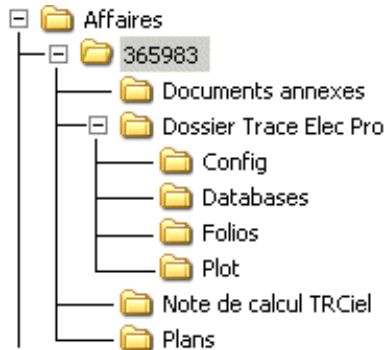 Affaires
365983
Documents annexes
Dossier Trace Elec Pro
Config
Databases
Folios
Plot
Note de calcul TRCiel
Plans